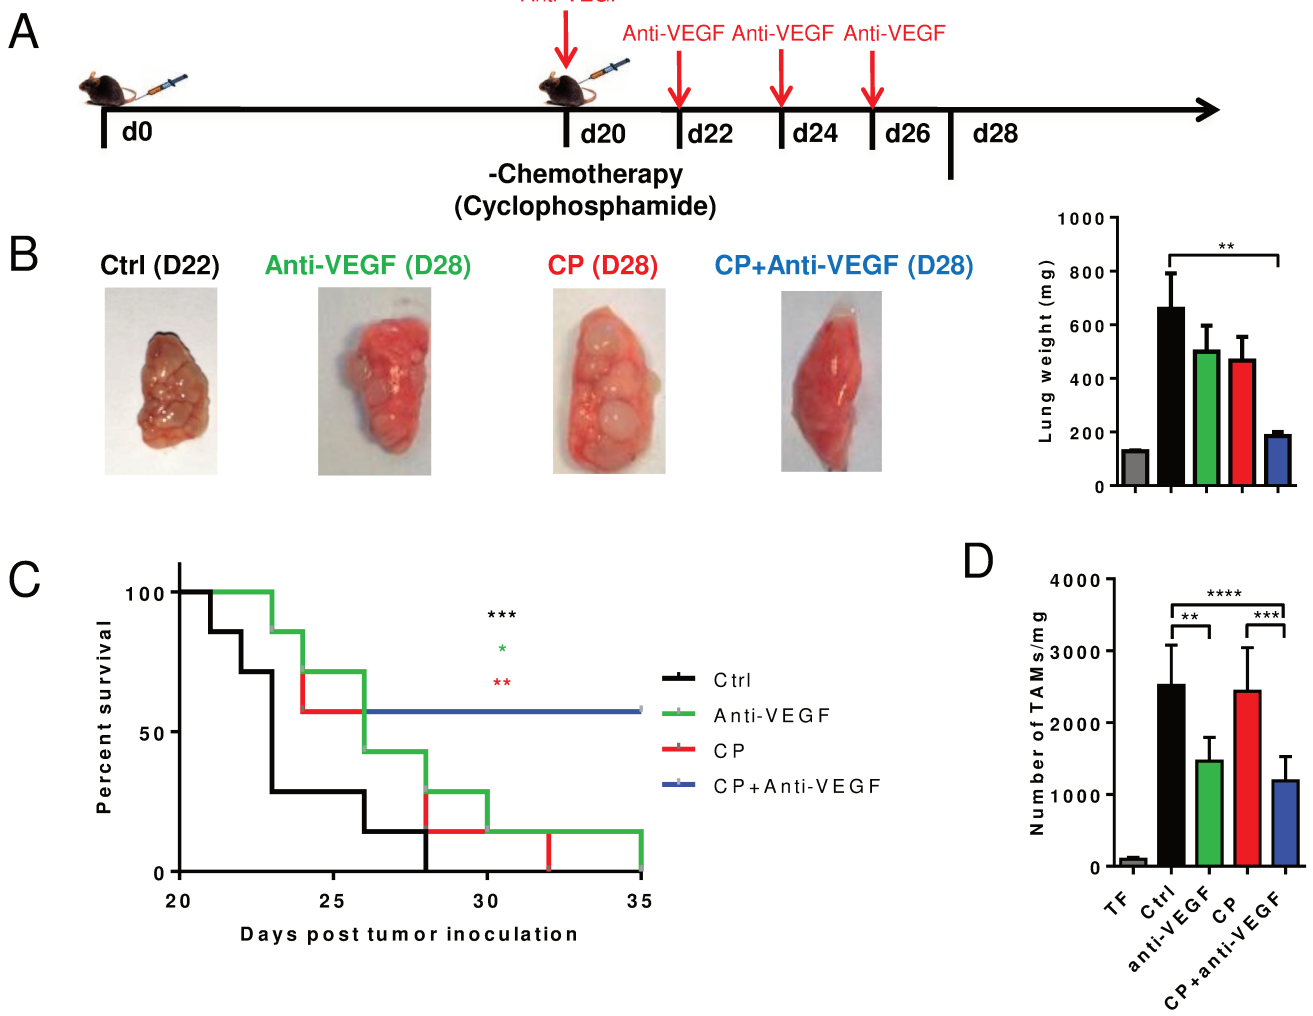 A
Anti-VEGF
Anti-VEGF Anti-VEGF Anti-VEGF
d0
d20
d22
d24
d26
d28
-Chemotherapy
(Cyclophosphamide)
B
Ctrl (D22)
Anti-VEGF (D28)
CP (D28)
CP+Anti-VEGF (D28)
Lung weight (mg)
1000
800
600
400
200
0
**
C
Percent survival
100
50
0
20
25
30
35
Days post tumor inoculation
***
*
**
Ctrl
Anti-VEGF
CP
CP+Anti-VEGF
D
Number of TAMs/mg
4000
3000
2000
1000
0
****
**
***
TF
Ctrl
anti-VEGF
CP
CP+anti-VEGF